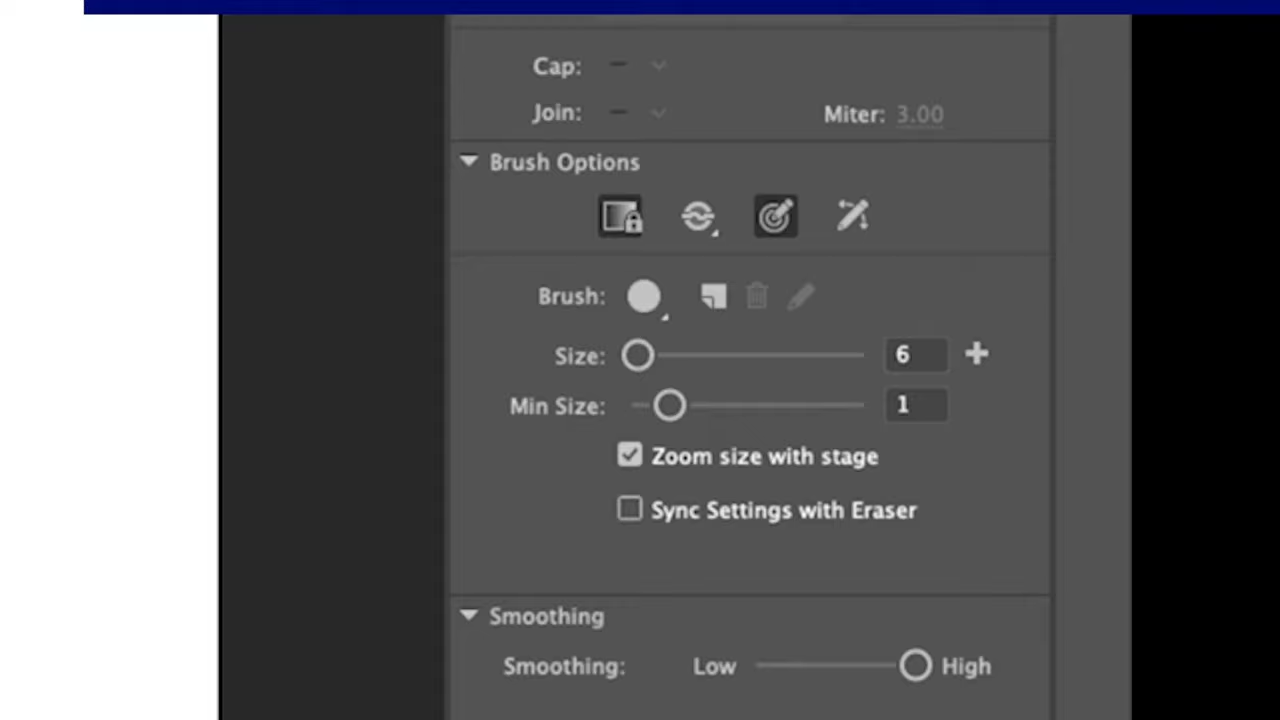 Cap:
Join: Miter: 3.00
Brush Options
Brush:
Size: 6
Min Size: 1
Zoom size with stage
Sync Settings with Eraser
Smoothing
Smoothing: Low High